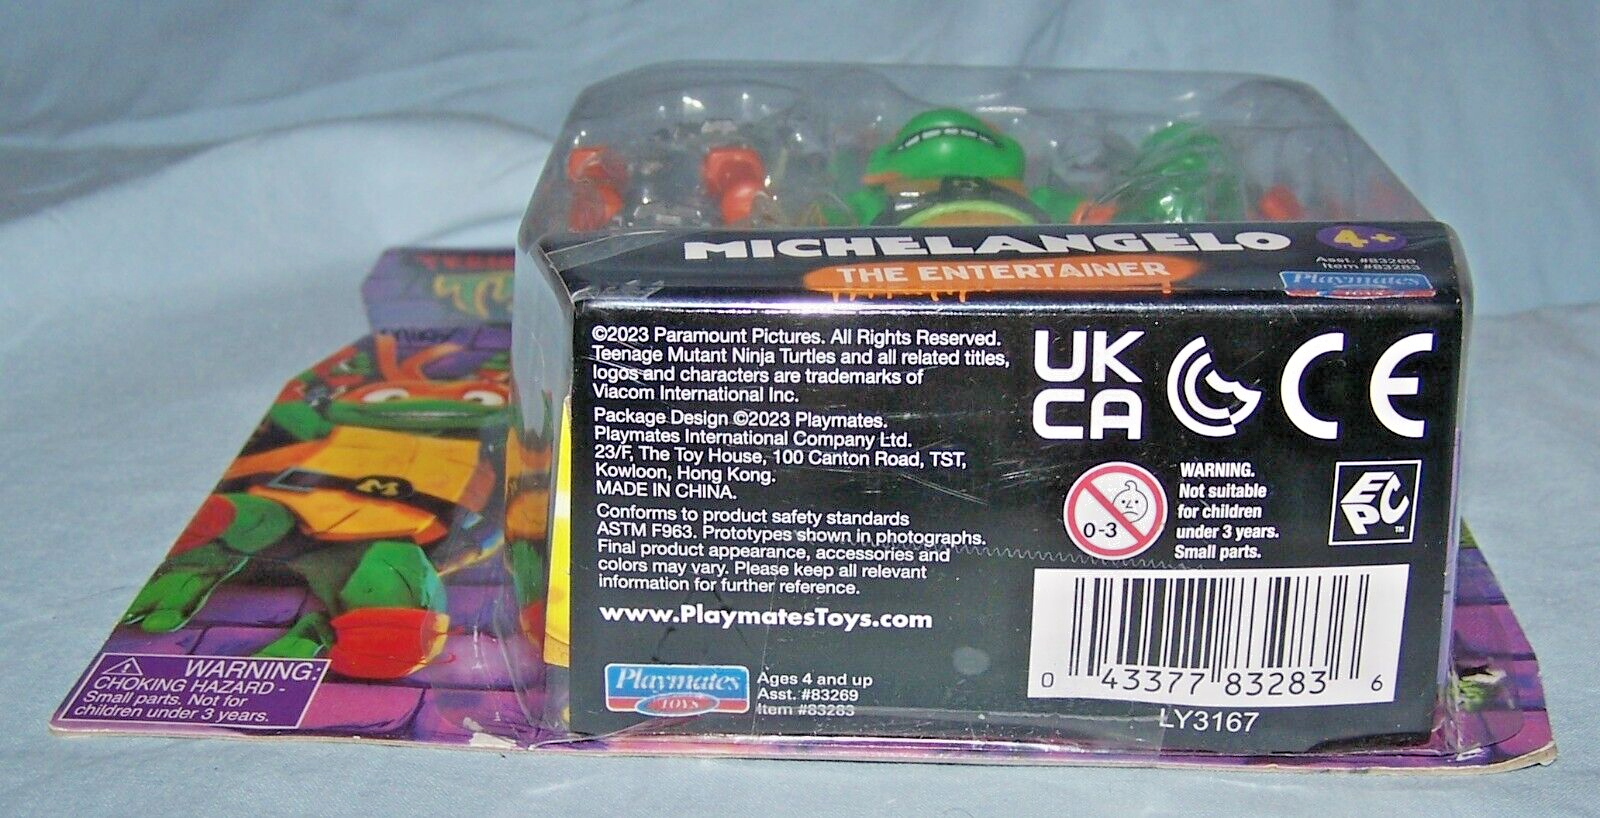 MICHELANGELO
4+
THE ENTERTAINER
Asst. #83269
Item #83283
Playmates
TOYS
©2023 Paramount Pictures. All Rights Reserved.
Teenage Mutant Ninja Turtles and all related titles,
logos and characters are trademarks of
Viacom International Inc.
Package Design ©2023 Playmates.
Playmates International Company Ltd.
23/F, The Toy House, 100 Canton Road, TST,
Kowloon, Hong Kong.
MADE IN CHINA.
Conforms to product safety standards
ASTM F963. Prototypes shown in photographs.
Final product appearance, accessories and
colors may vary. Please keep all relevant
information for further reference.
www.PlaymatesToys.com
Playmates
TOYS
Ages 4 and up
Asst. #83269
Item #83283
UK
CA
CE
0-3
WARNING.
Not suitable
for children
under 3 years.
Small parts.
EPC
TM
0 43377 83283 6
LY3167
M
WARNING:
CHOKING HAZARD -
Small parts. Not for
children under 3 years.